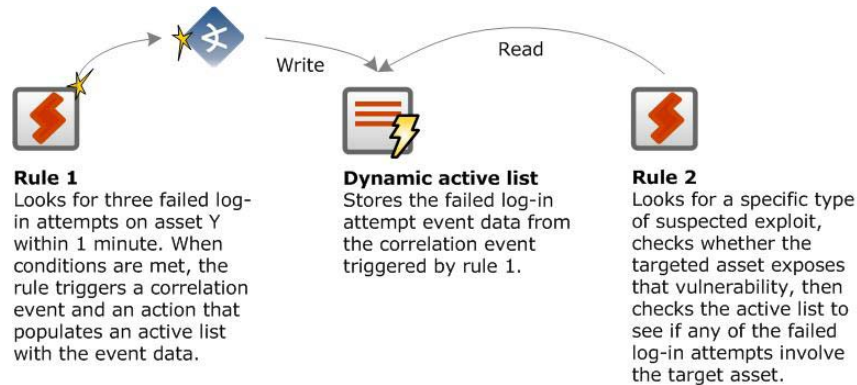 Write
Read
Rule 1
Looks for three failed log-
in attempts on asset Y
within 1 minute. When
conditions are met, the
rule triggers a correlation
event and an action that
populates an active list
with the event data.
Dynamic active list
Stores the failed log-in
attempt event data from
the correlation event
triggered by rule 1.
Rule 2
Looks for a specific type
of suspected exploit,
checks whether the
targeted asset exposes
that vulnerability, then
checks the active list to
see if any of the failed
log-in attempts involve
the target asset.